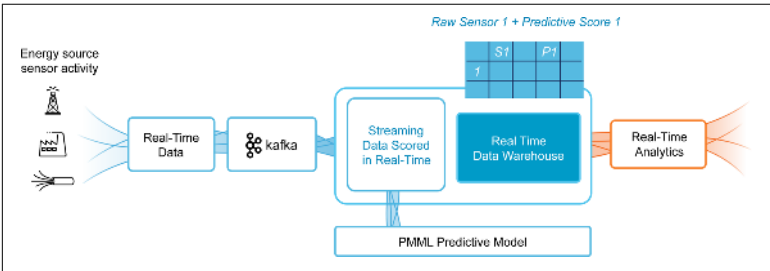 Raw Sensor 1 + Predictive Score 1
Energy source
sensor activity
S1 P1
1
Real-Time
Data
kafka
Streaming
Data Scored
in Real-Time
Real Time
Data Warehouse
Real-Time
Analytics
PMML Predictive Model